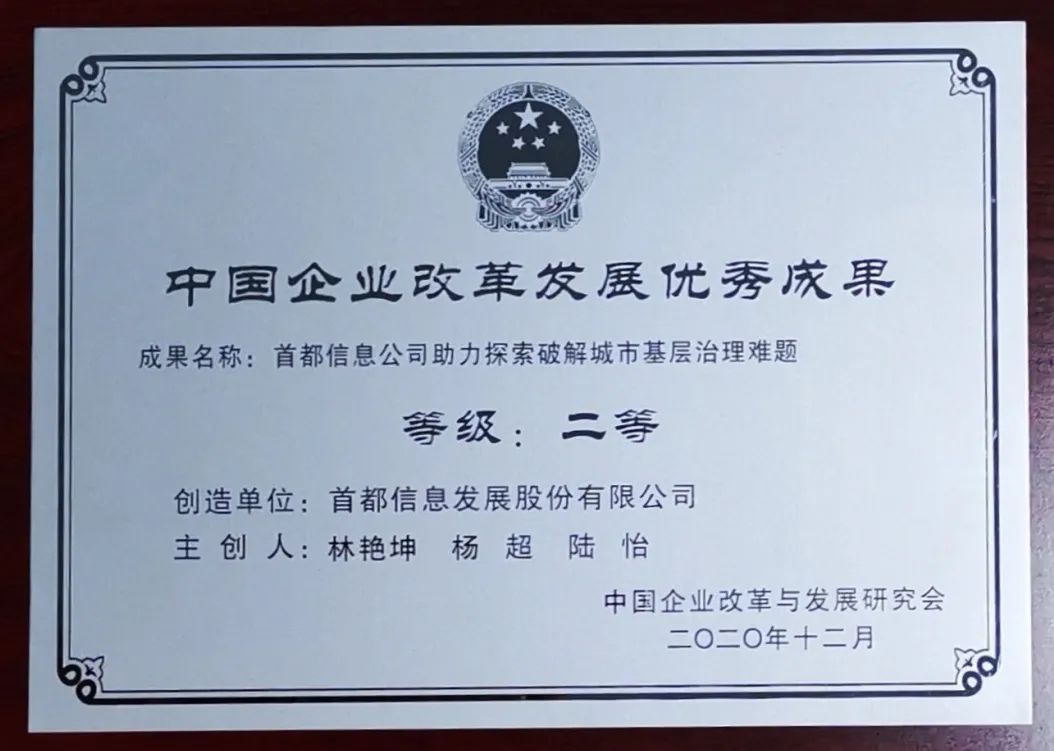 中国企业改革发展优秀成果
成果名称：首都信息公司助力探索破解城市基层治理难题
等级：二等
创造单位：首都信息发展股份有限公司
主创人：林艳坤 杨超 陆怡
中国企业改革与发展研究会
二〇二〇年十二月